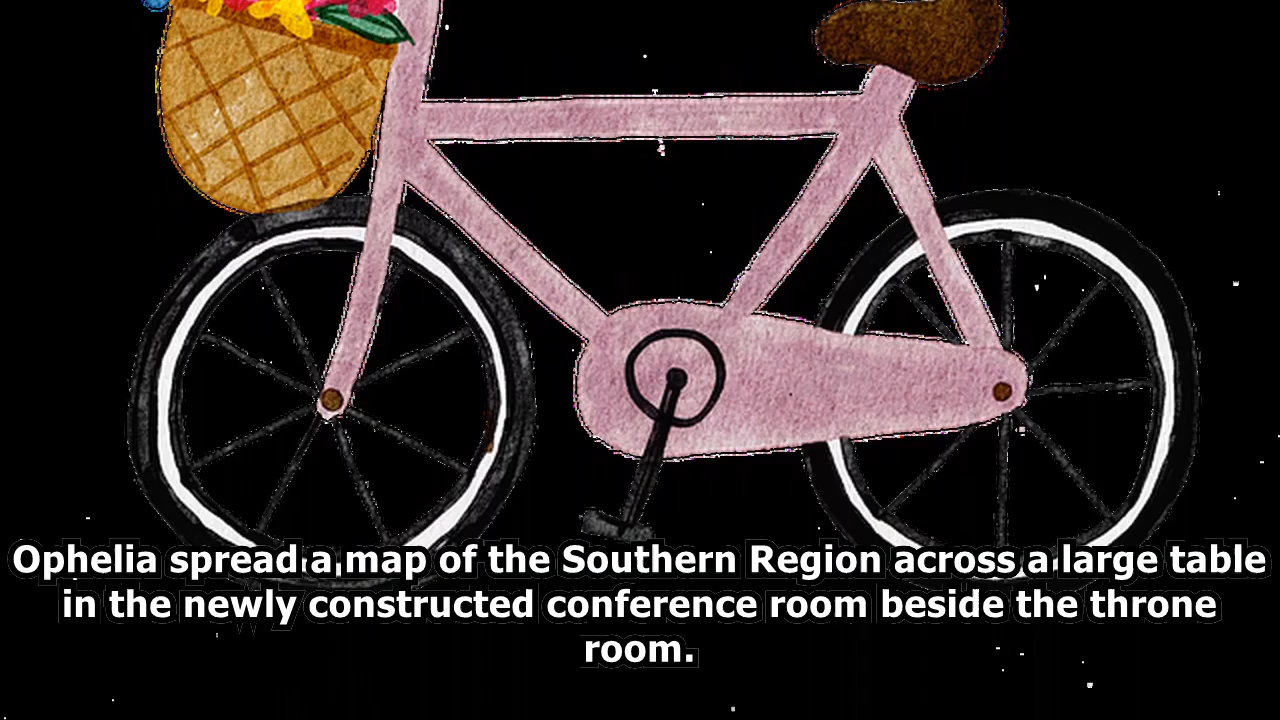 Ophelia spread a map of the Southern Region across a large table
in the newly constructed conference room beside the throne
room.